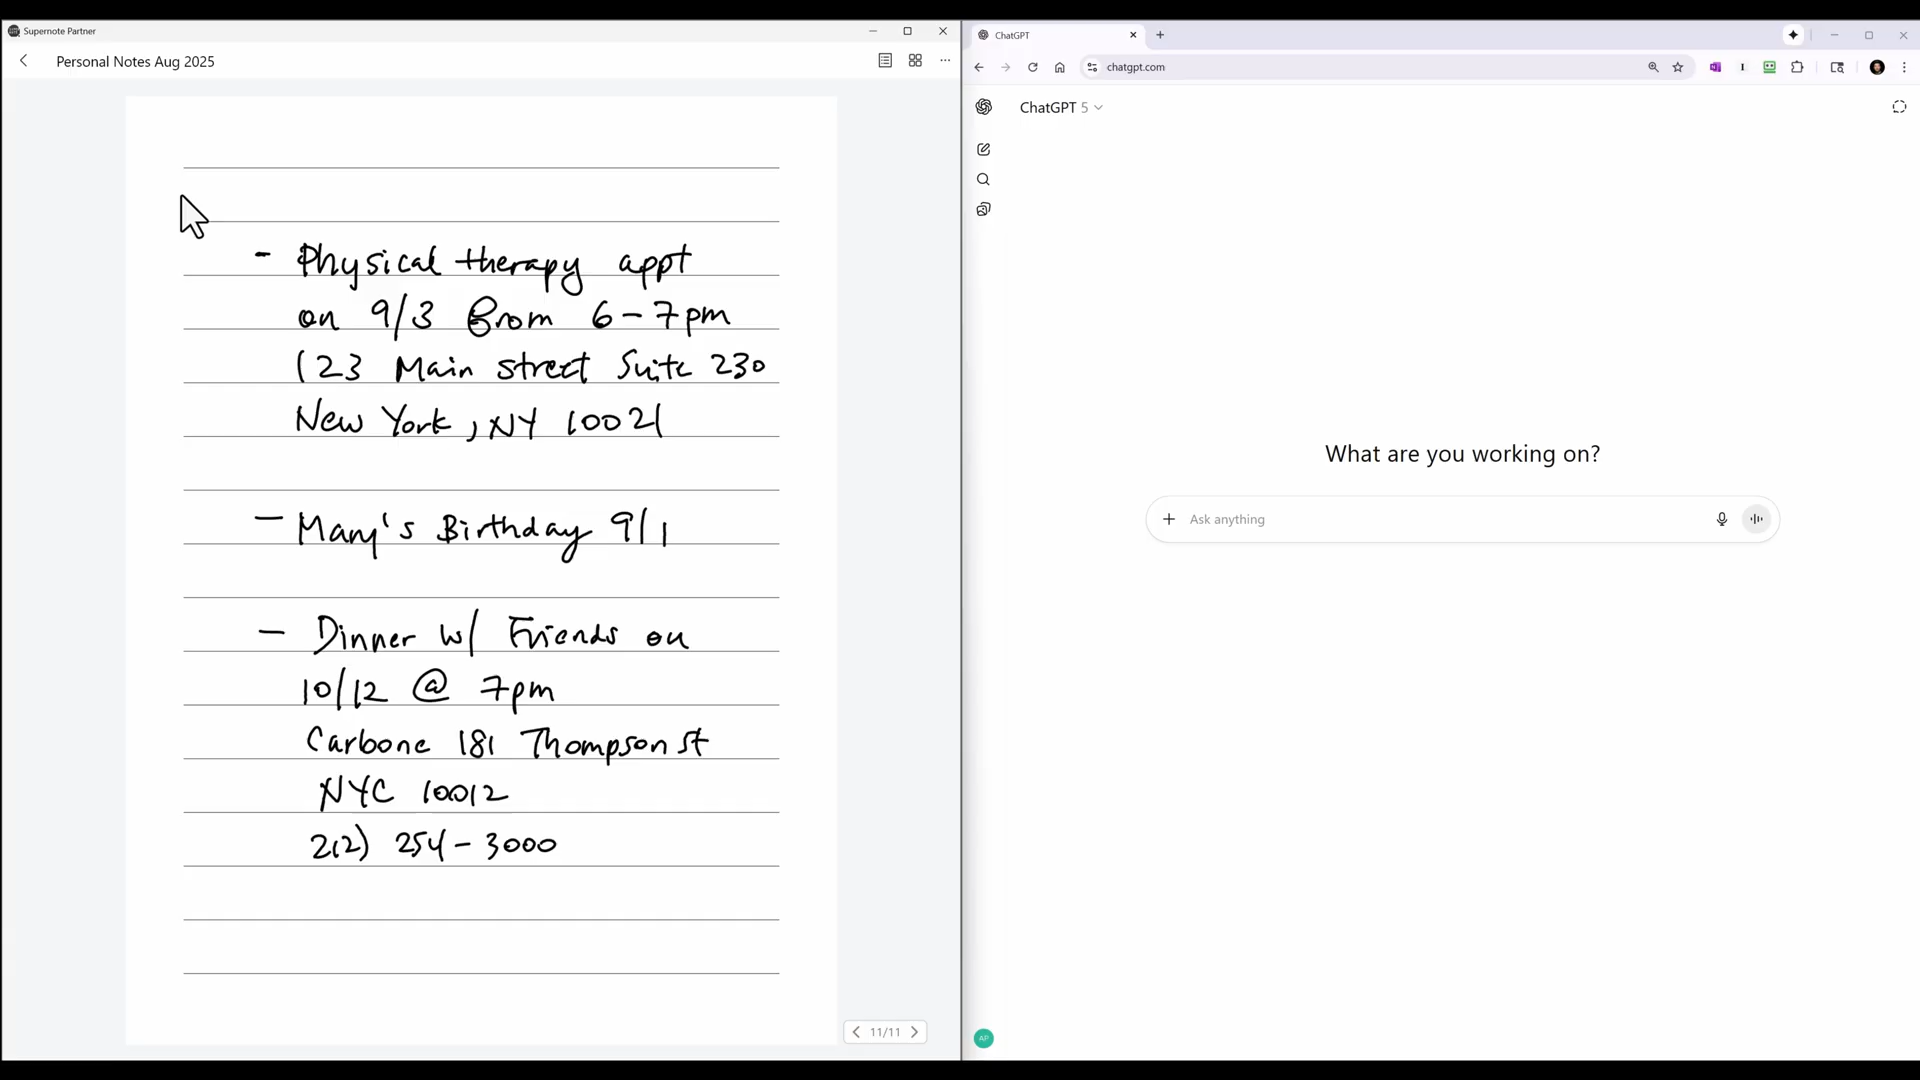 Supernote Partner
Personal Notes Aug 2025
- Physical therapy appt
on 9/3 from 6-7pm
123 Main street Suite 230
New York, NY 10021
- Mary's Birthday 9/1
- Dinner w/ Friends on
10/12 @ 7pm
Carbone 181 Thompson st
NYC 10012
212) 254-3000
11/11
ChatGPT
chatgpt.com
ChatGPT 5
What are you working on?
Ask anything
AP